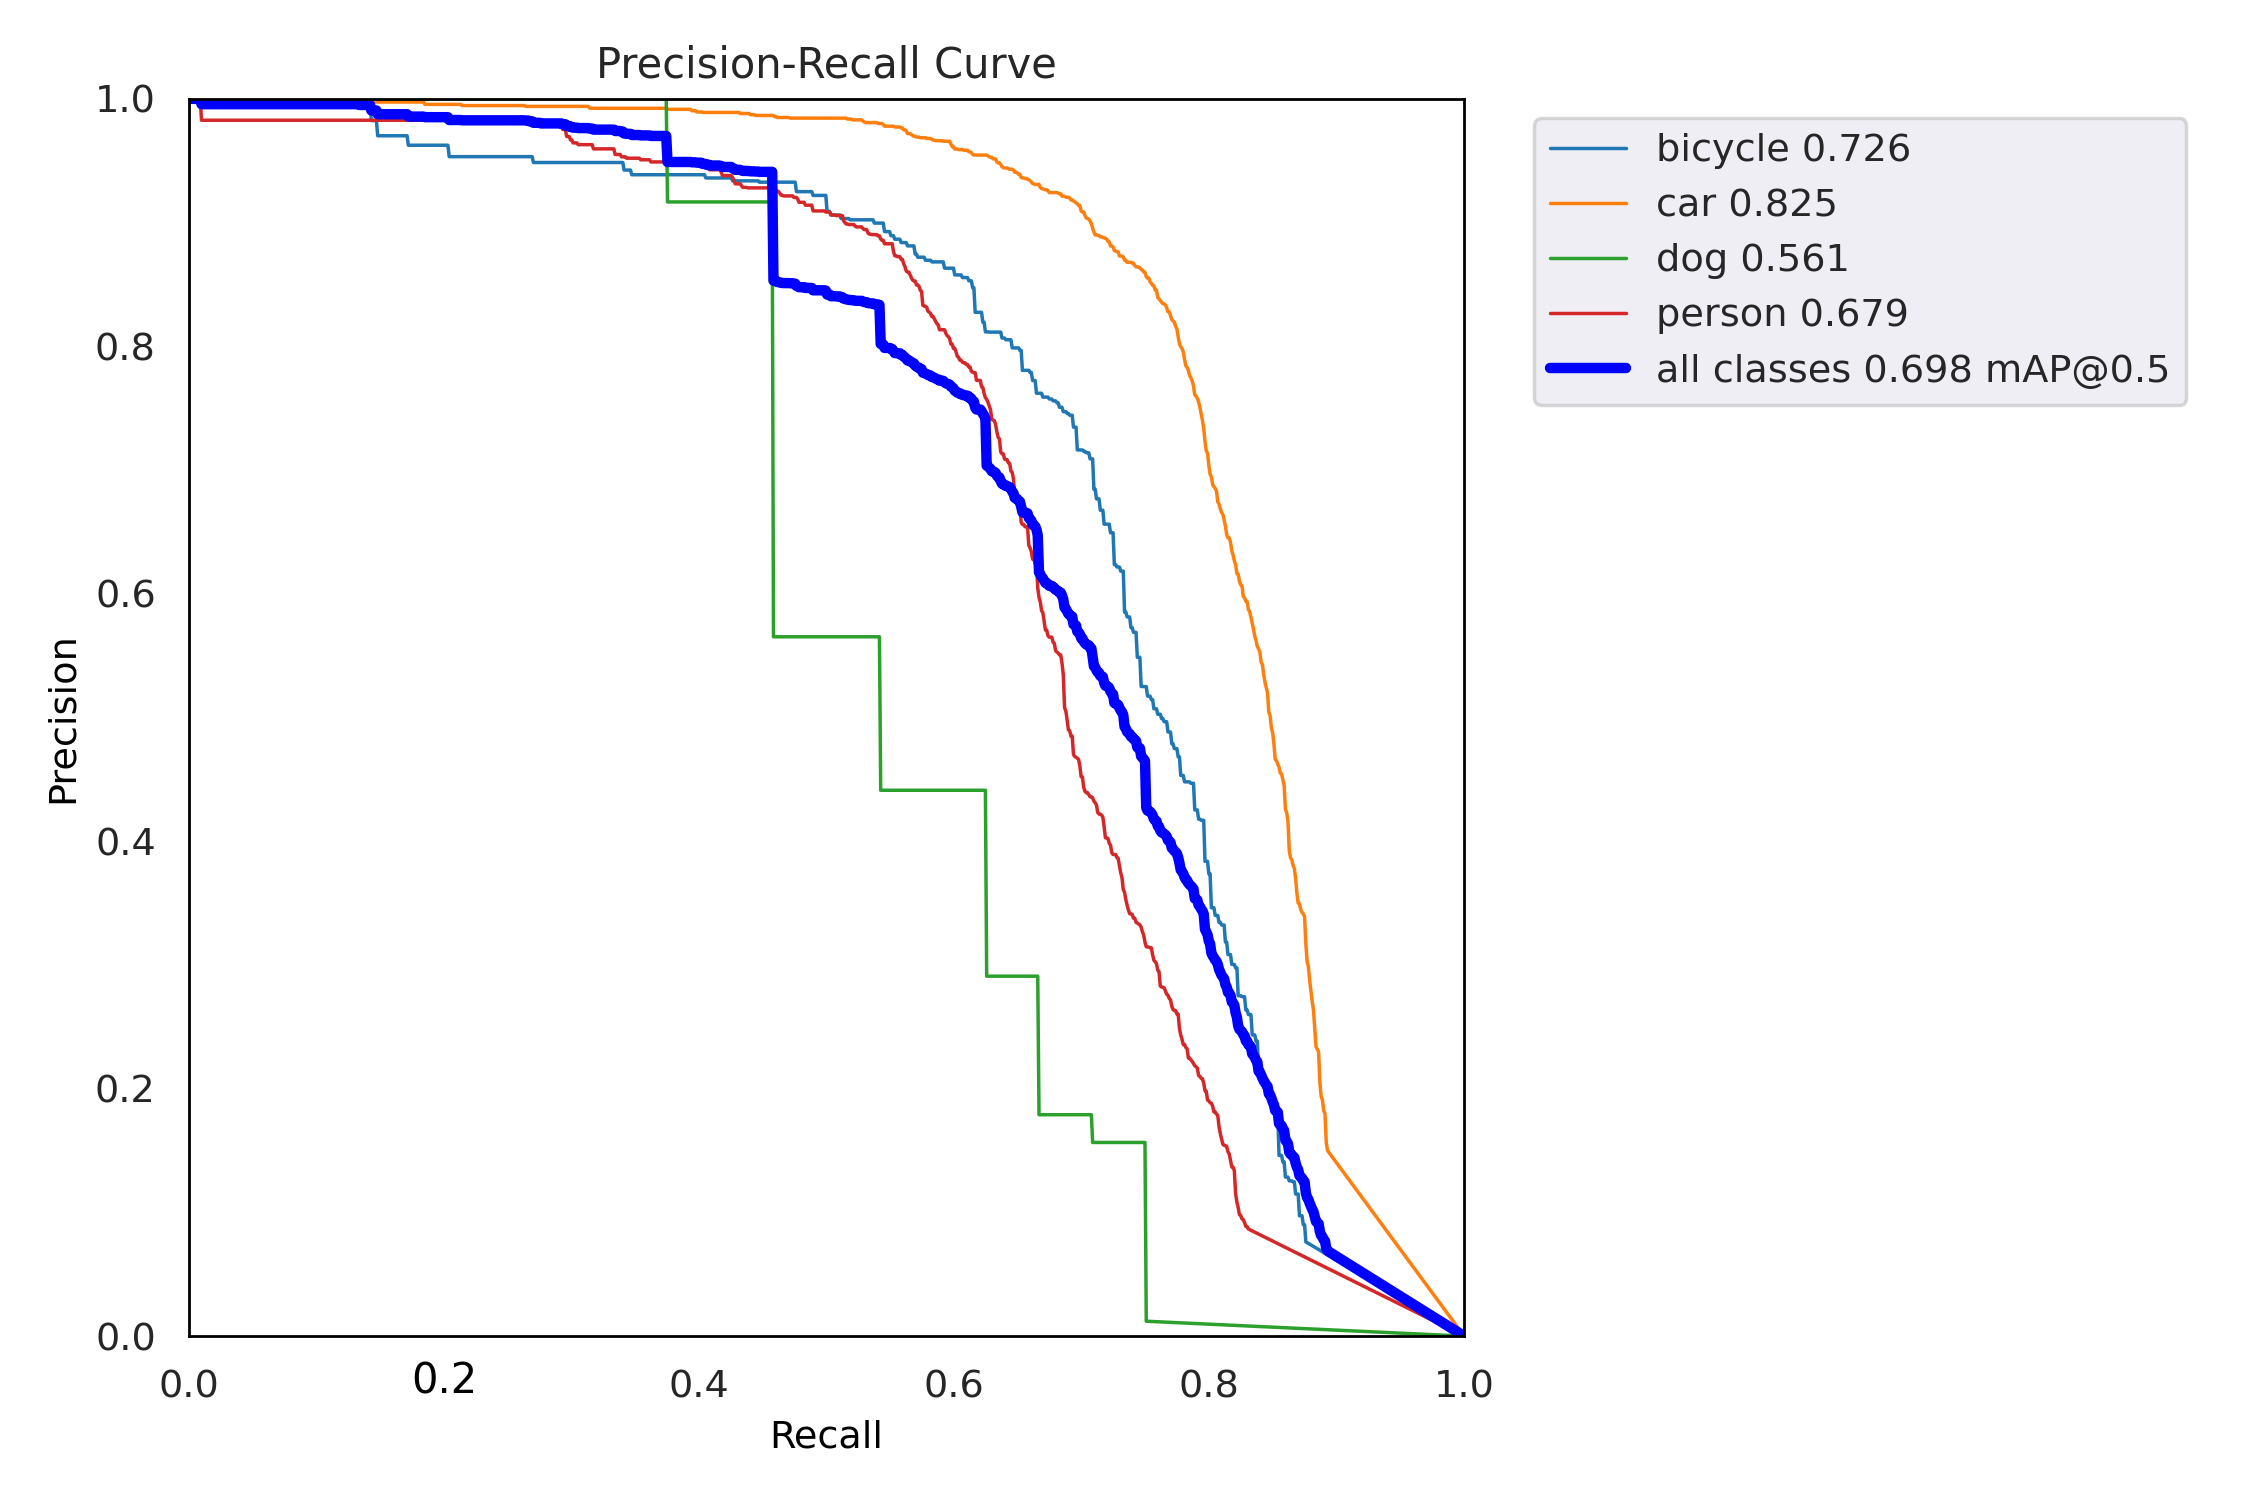 Precision-Recall Curve
1.0
0.8
0.6
0.4
0.2
0.0
Precision
0.0 0.2 0.4 0.6 0.8 1.0
Recall
bicycle 0.726
car 0.825
dog 0.561
person 0.679
all classes 0.698 mAP@0.5